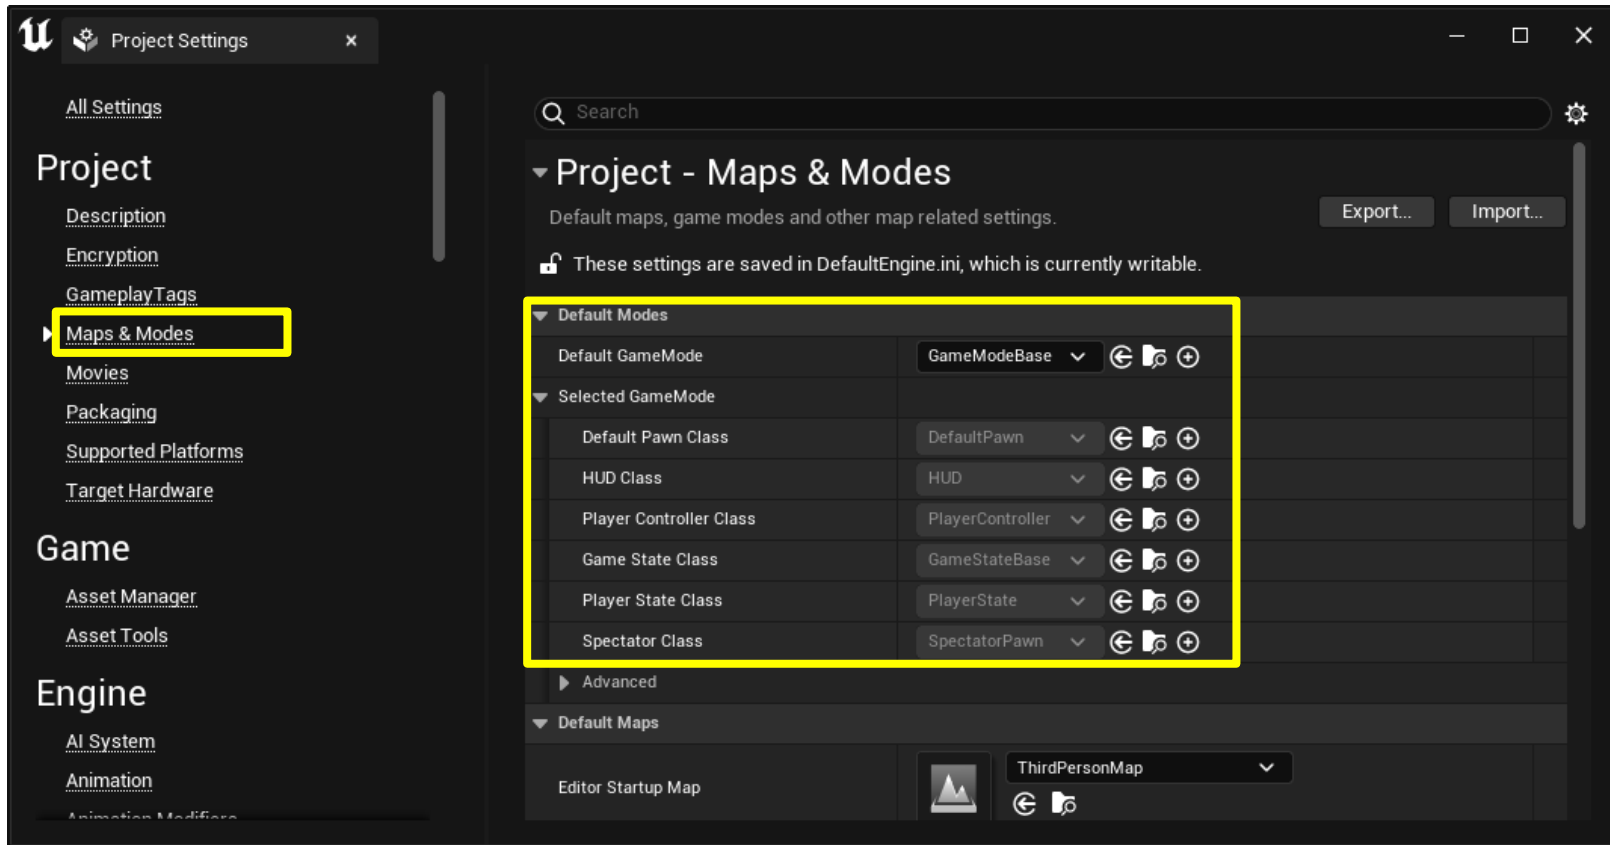 Project Settings
All Settings
Project
Description
Encryption
GameplayTags
Maps & Modes
Movies
Packaging
Supported Platforms
Target Hardware
Game
Asset Manager
Asset Tools
Engine
AI System
Animation
Animation Modifiers
Search
Project - Maps & Modes
Default maps, game modes and other map related settings.
Export...
Import...
These settings are saved in DefaultEngine.ini, which is currently writable.
Default Modes
Default GameMode GameModeBase
Selected GameMode
Default Pawn Class DefaultPawn
HUD Class HUD
Player Controller Class PlayerController
Game State Class GameStateBase
Player State Class PlayerState
Spectator Class SpectatorPawn
Advanced
Default Maps
Editor Startup Map ThirdPersonMap